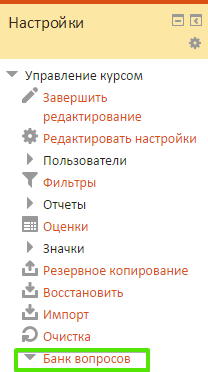 Настройки
Управление курсом
Завершить
редактирование
Редактировать настройки
Пользователи
Фильтры
Отчеты
Оценки
Значки
Резервное копирование
Восстановить
Импорт
Очистка
Банк вопросов